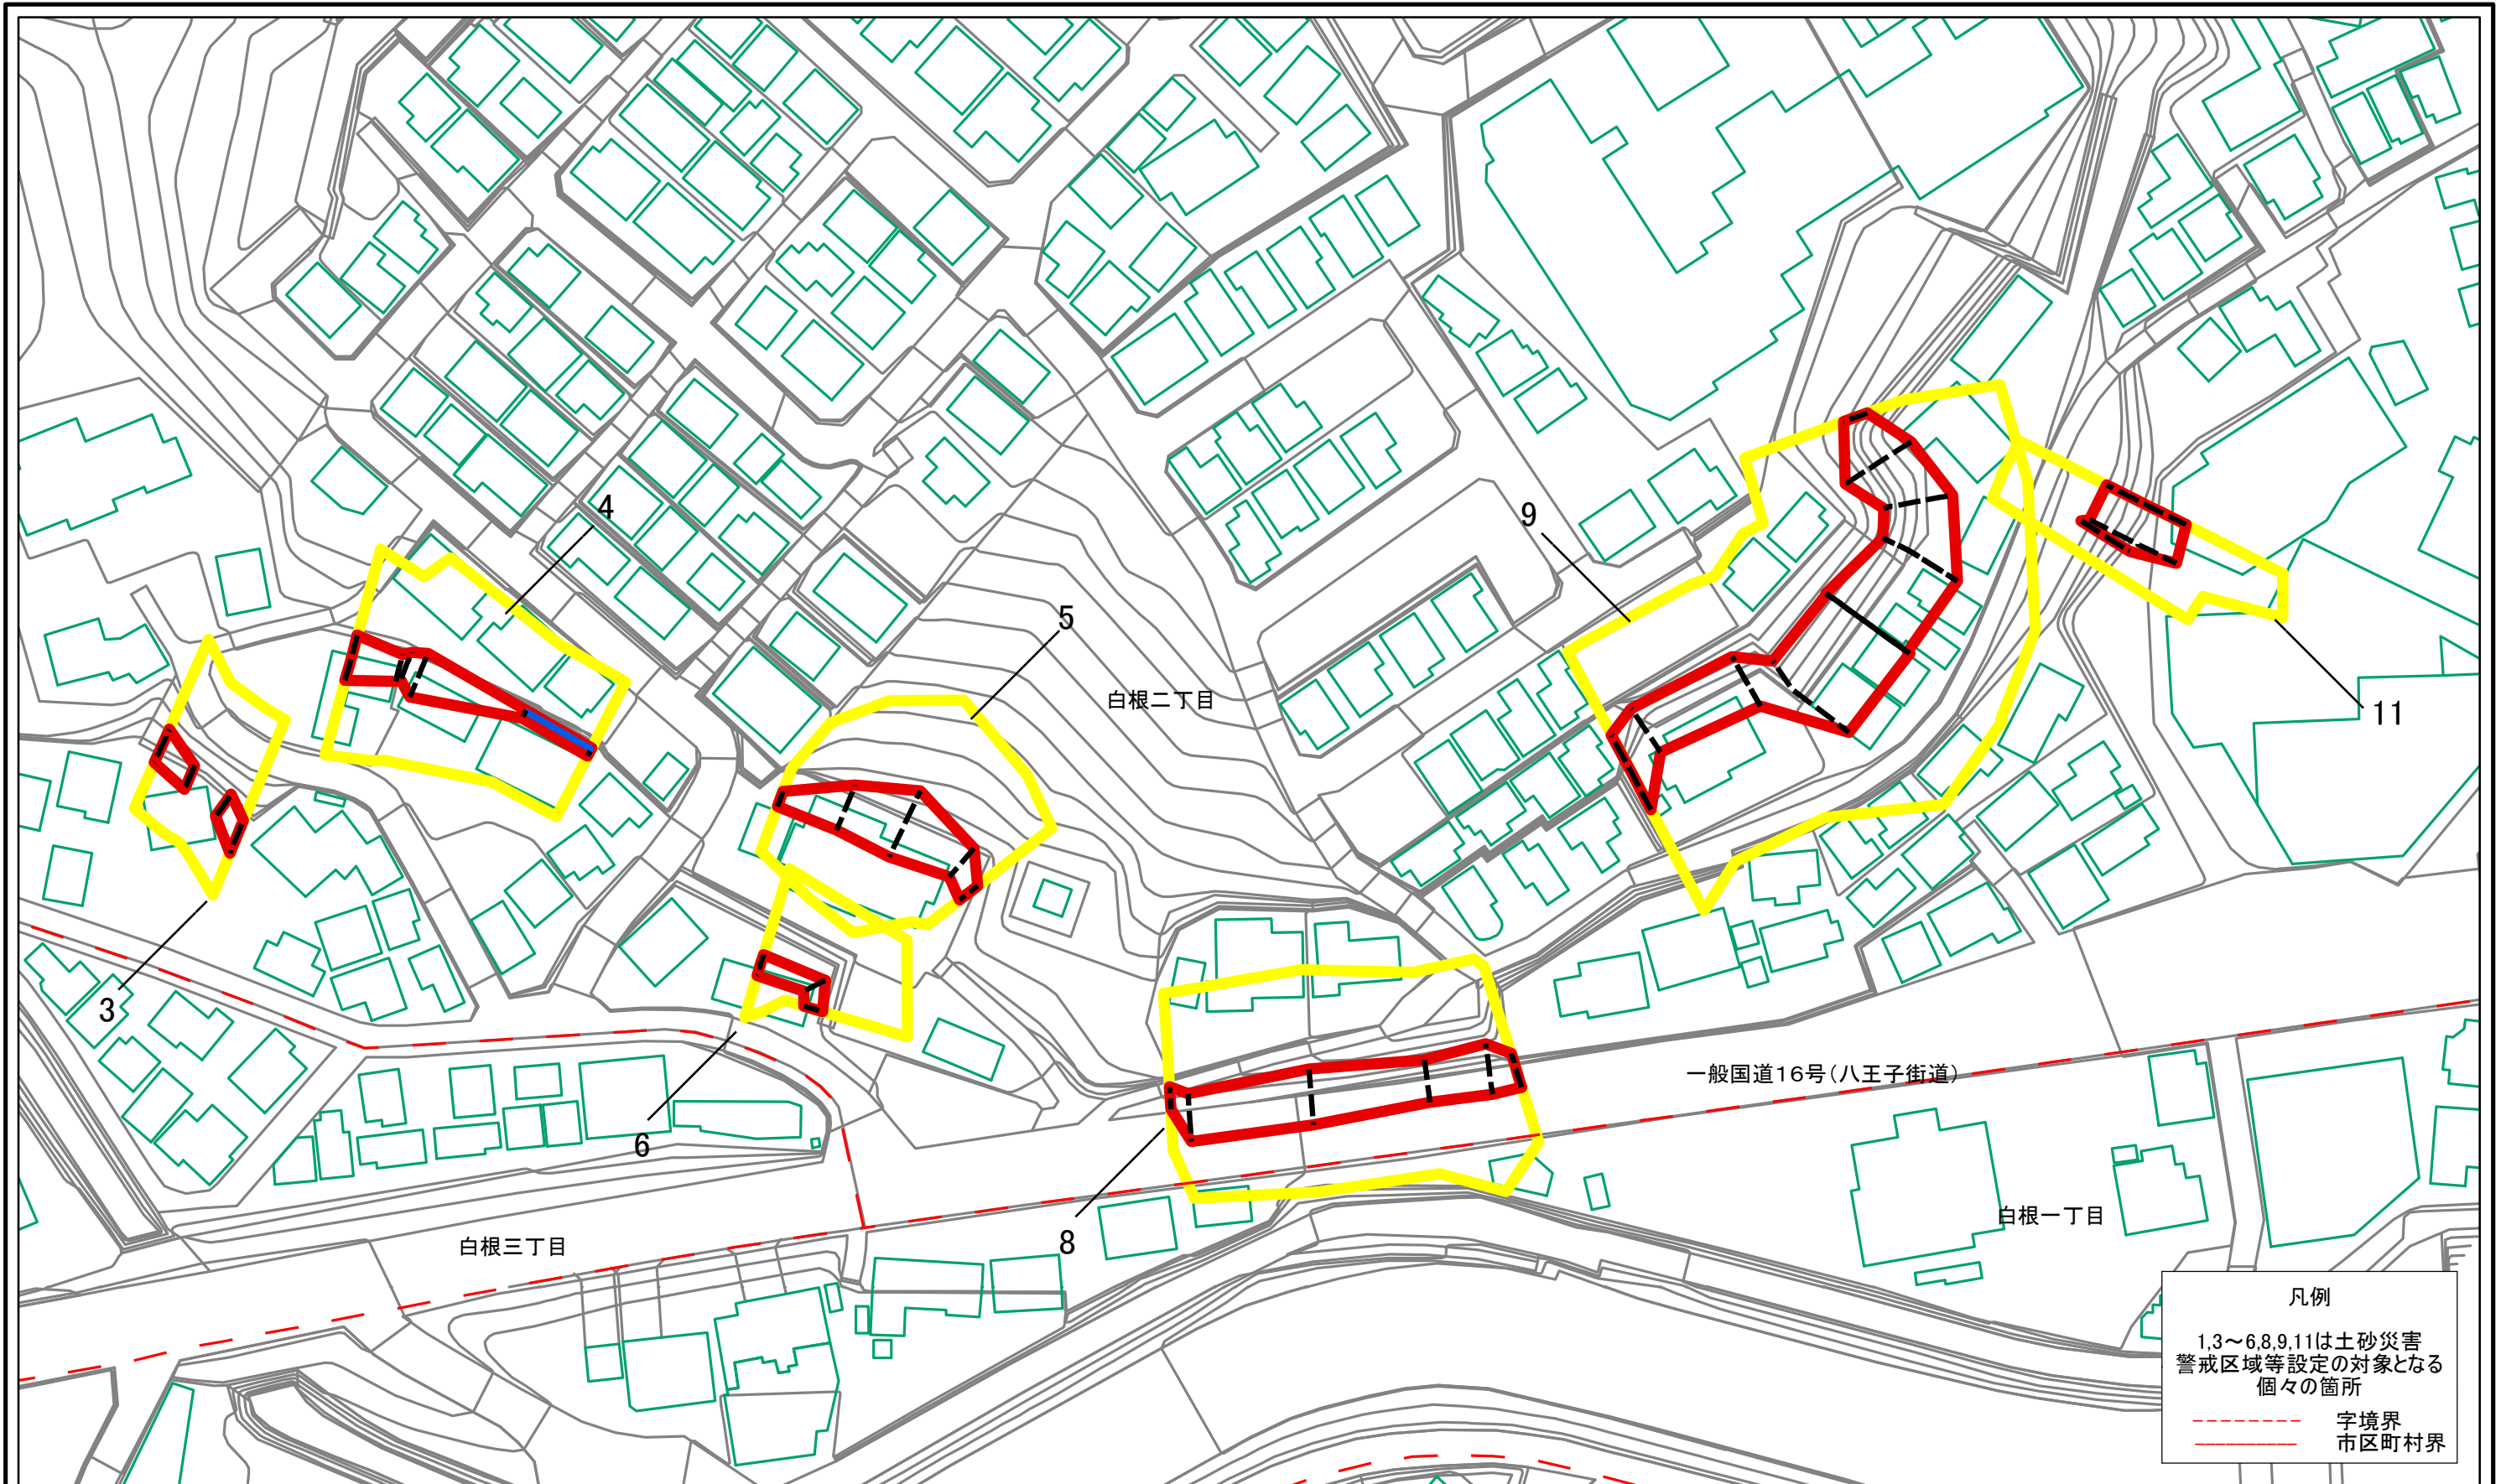 4
9
5
白根二丁目
11
3
一般国道16号(八王子街道)
6
8
白根一丁目
白根三丁目
凡例
1,3～6,8,9,11は土砂災害
警戒区域等設定の対象となる
個々の箇所
字境界
市区町村界